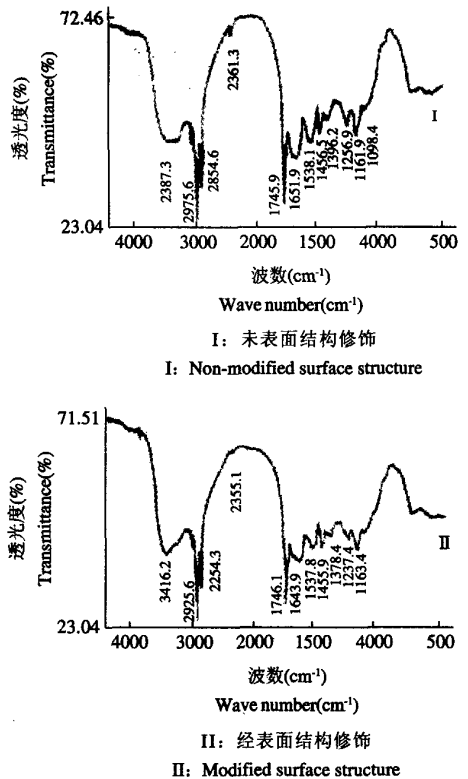 72.46
透光度(%)
Transmittance(%)
23.04
2387.3
2975.6
2854.6
2361.3
1745.9
1651.9
1538.1
1456.5
1396.2
1256.9
1161.9
1098.4
I
4000 3000 2000 1500 4000 500
波数(cm⁻¹)
Wave number(cm⁻¹)
I：未表面结构修饰
I：Non-modified surface structure
71.51
透光度(%)
Transmittance(%)
23.04
3416.2
2925.6
2254.3
2355.1
1746.1
1643.9
1537.8
1455.9
1378.4
1237.4
1163.4
II
4000 3000 2000 1500 1000 500
波数(cm⁻¹)
Wave number(cm⁻¹)
II：经表面结构修饰
II：Modified surface structure